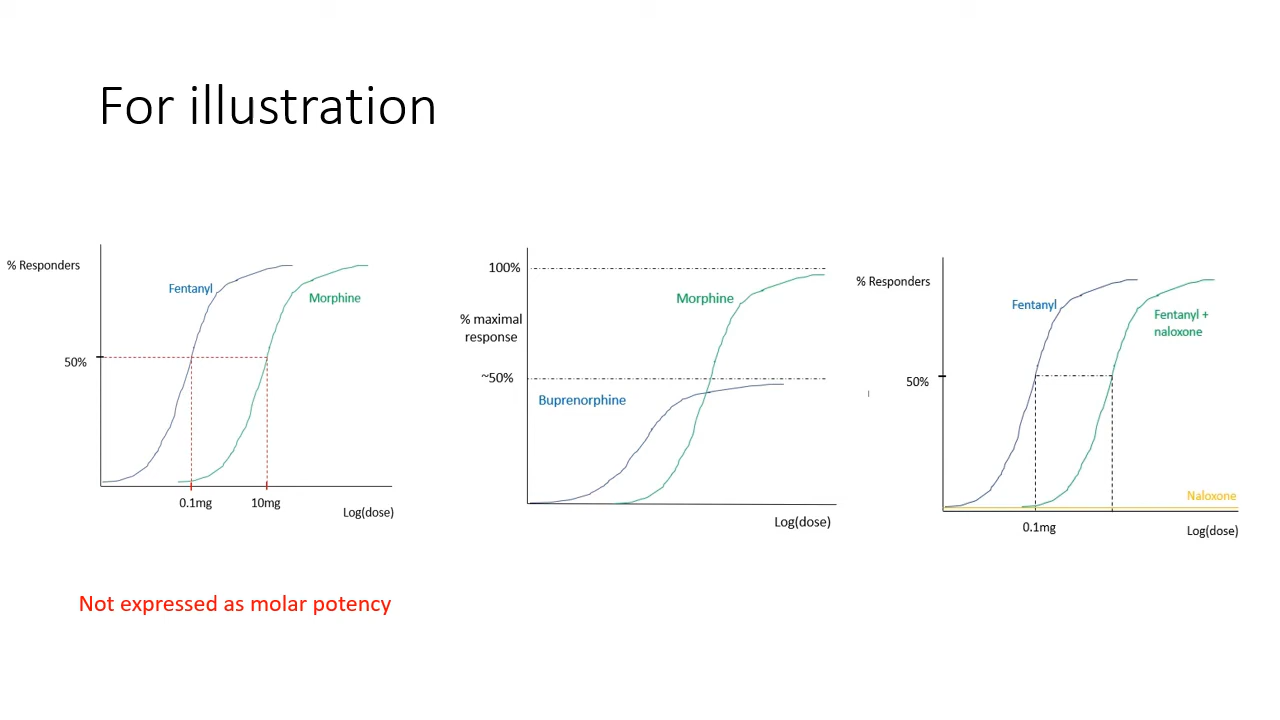 For illustration
% Responders
Fentanyl
Morphine
50%
0.1mg
10mg
Log(dose)
100%
% maximal
response
Morphine
~50%
Buprenorphine
Log(dose)
% Responders
Fentanyl
Fentanyl +
naloxone
50%
Naloxone
0.1mg
Log(dose)
Not expressed as molar potency